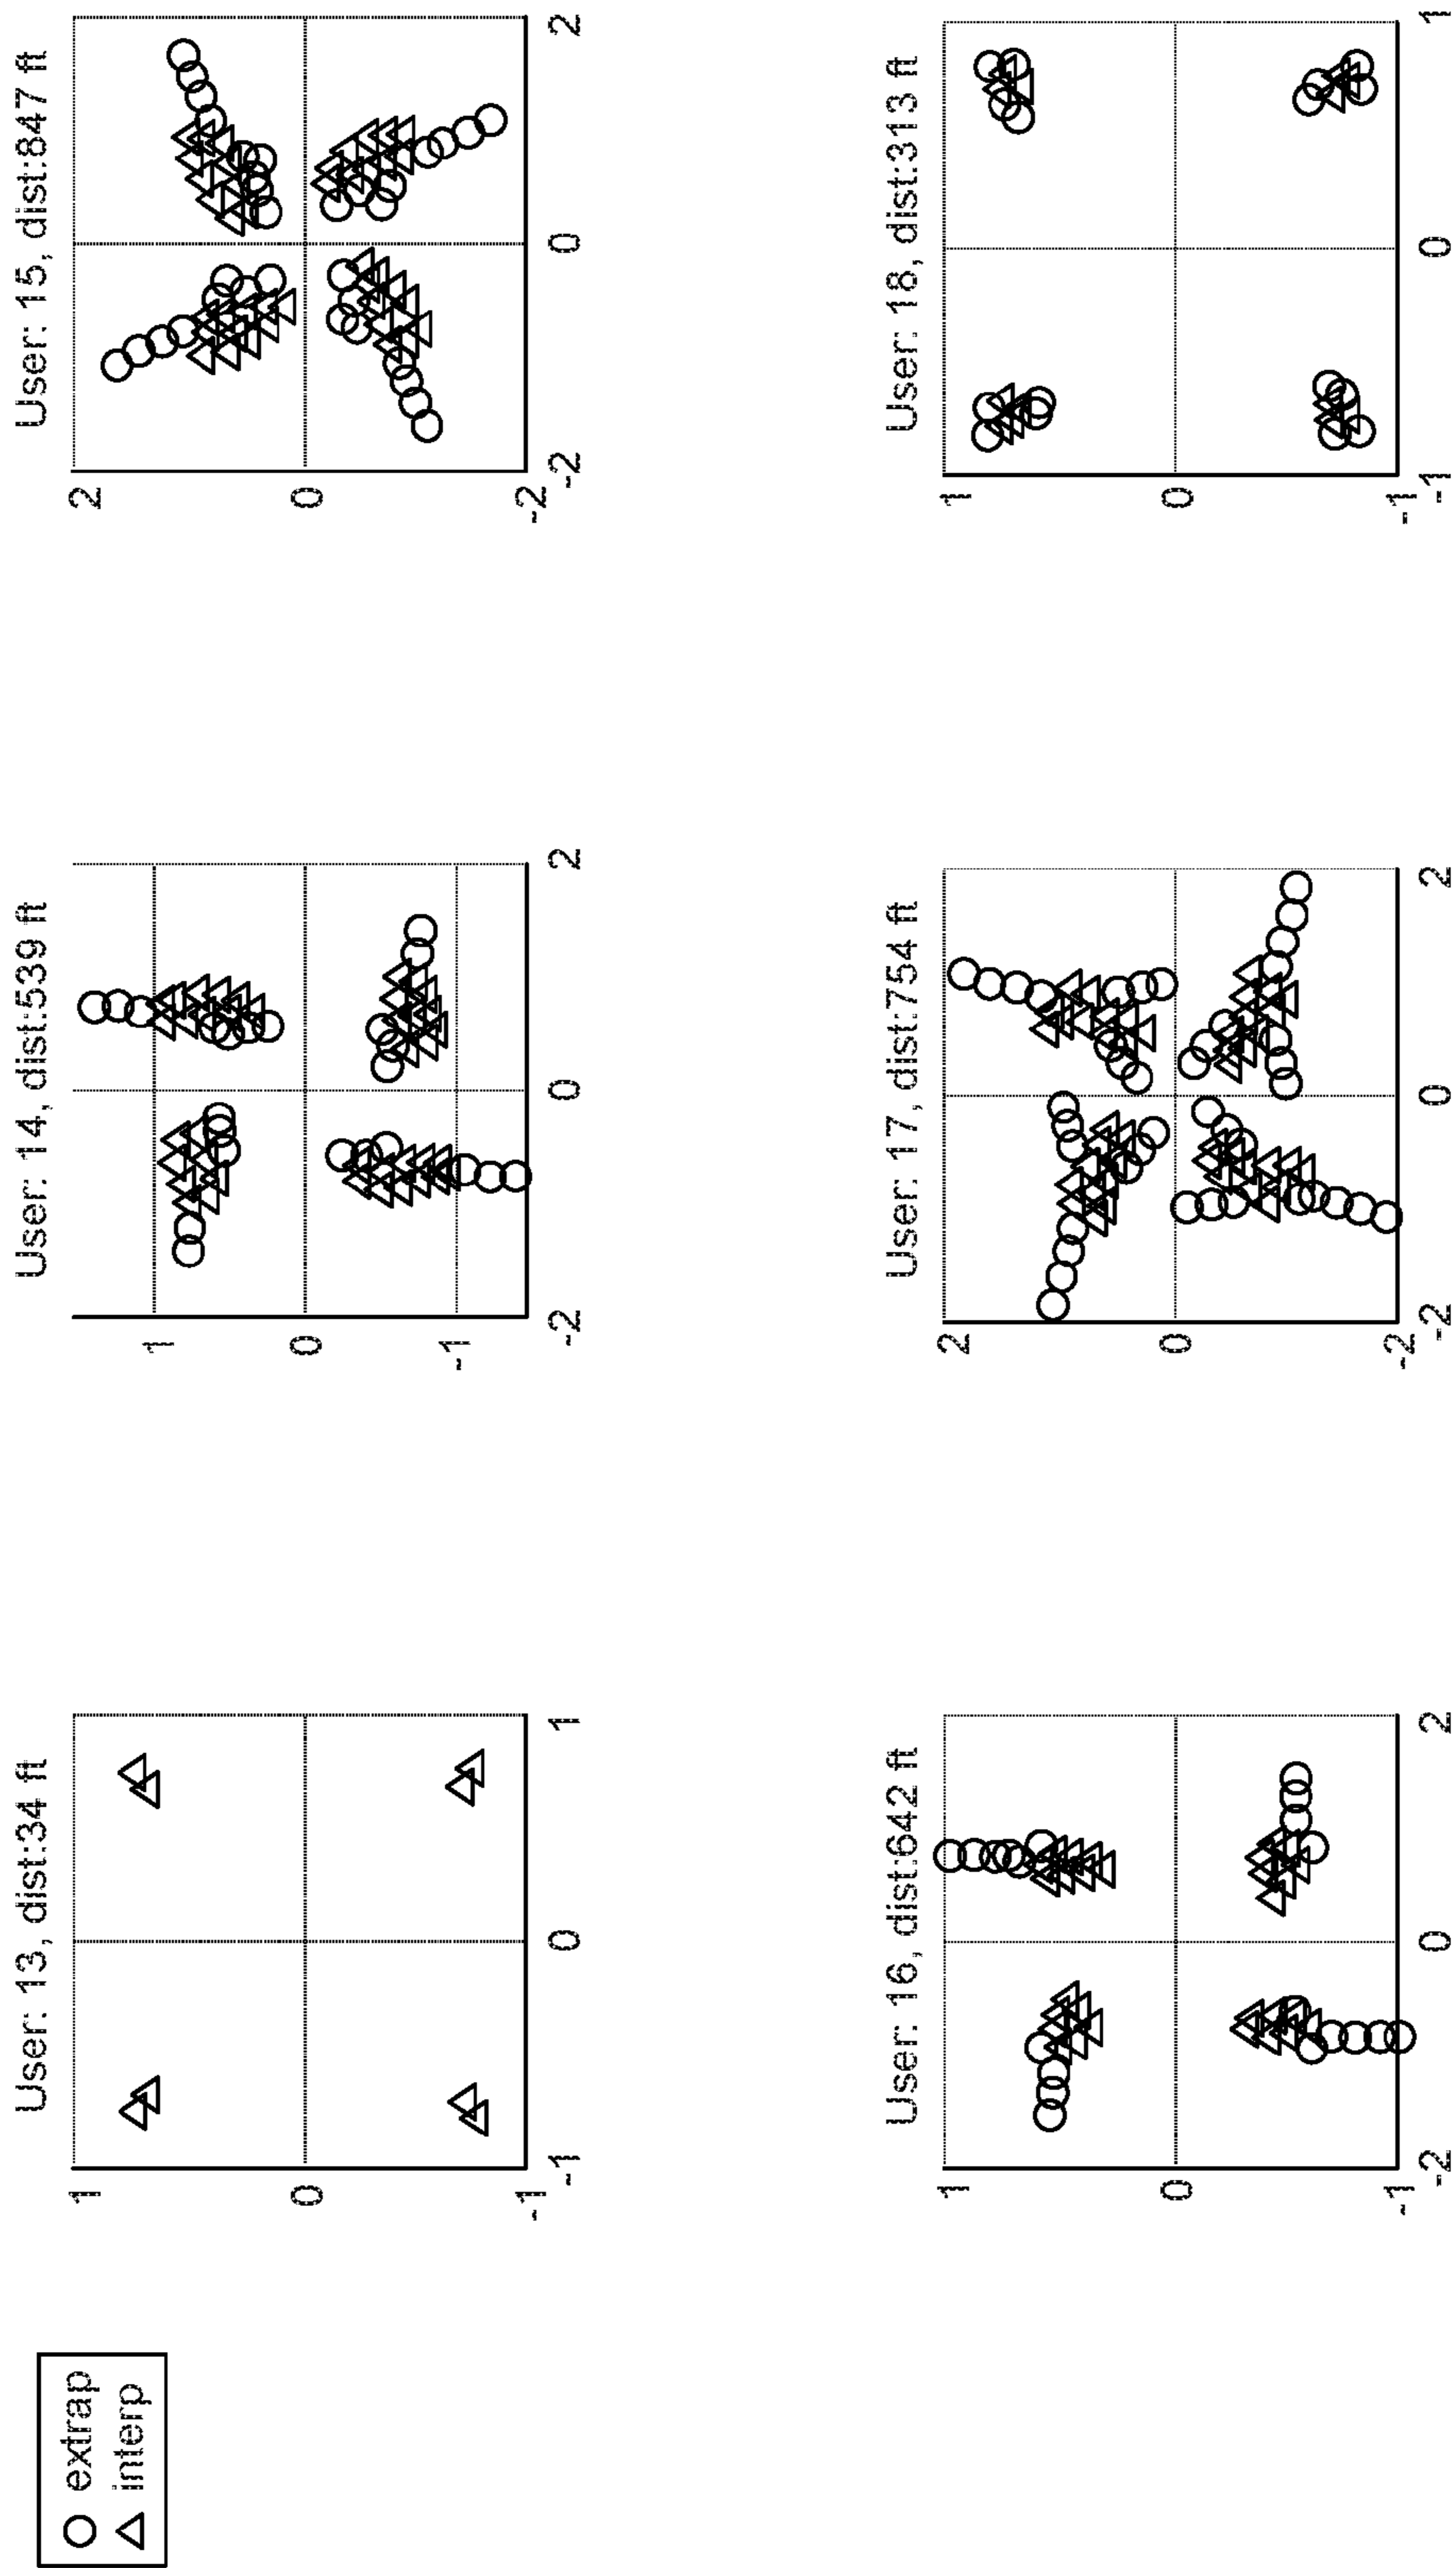 extrap
interp
User: 13, dist:34 ft
1
0
-1
-1 0 1
User: 14, dist:539 ft
1
0
-1
-2 0 2
User: 15, dist:847 ft
2
0
-2
-2 0 2
User: 16, dist:642 ft
1
0
-1
-2 0 2
User: 17, dist:754 ft
2
0
-2
-2 0 2
User: 18, dist:313 ft
1
0
-1
-1 0 1